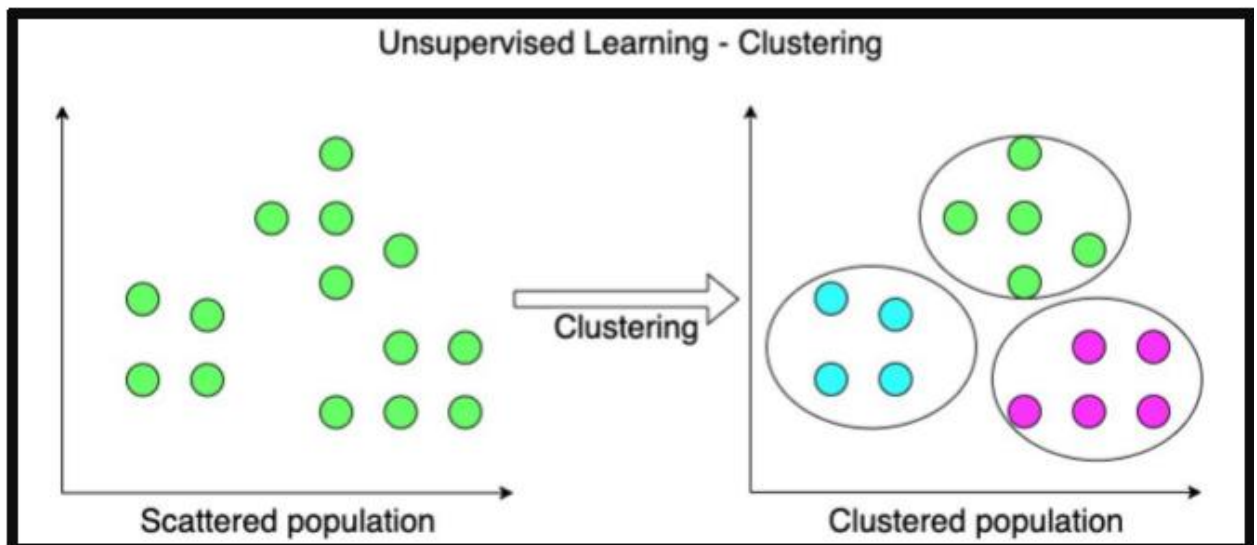 Unsupervised Learning - Clustering
Clustering
Scattered population
Clustered population